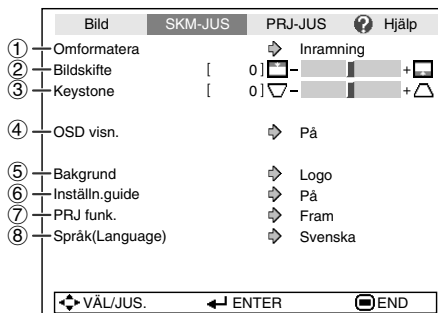 Bild SKM-JUS PRJ-JUS ? Hjälp
① Omformatera Inramning
② Bildskifte [ 0 ] − +
③ Keystone [ 0 ] − +
④ OSD visn. På
⑤ Bakgrund Logo
⑥ Inställn.guide På
⑦ PRJ funk. Fram
⑧ Språk(Language) Svenska
VÄL/JUS. ENTER END